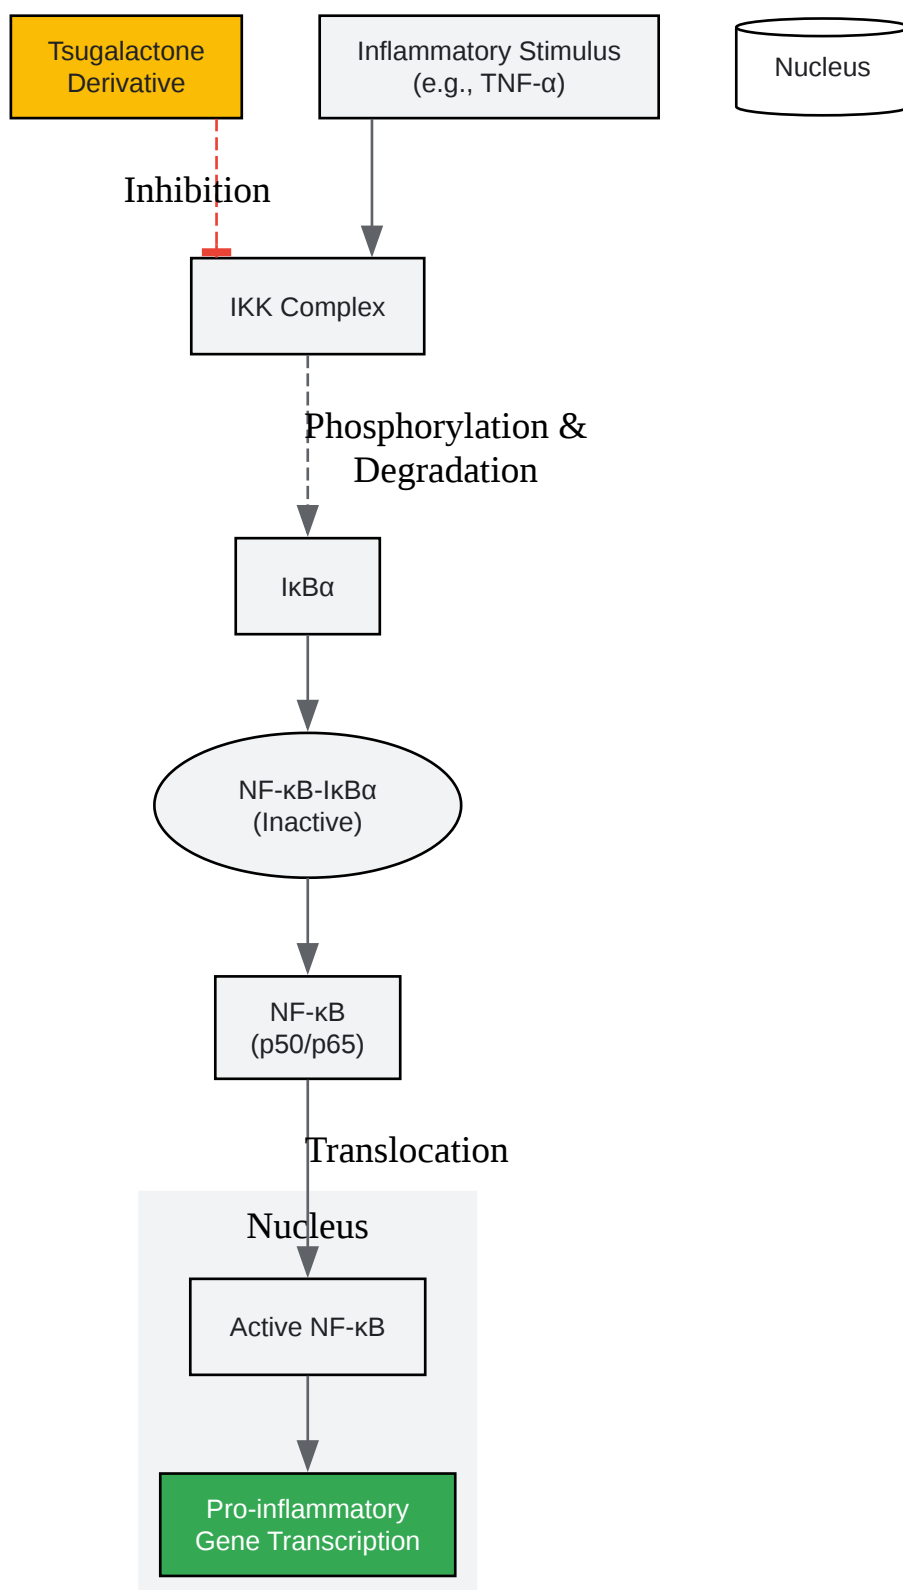 Tsugalactone
Derivative
Inflammatory Stimulus
(e.g., TNF-α)
Nucleus
Inhibition
IKK Complex
Phosphorylation &
Degradation
IκBα
NF-κB-IκBα
(Inactive)
NF-κB
(p50/p65)
Translocation
Nucleus
Active NF-κB
Pro-inflammatory
Gene Transcription